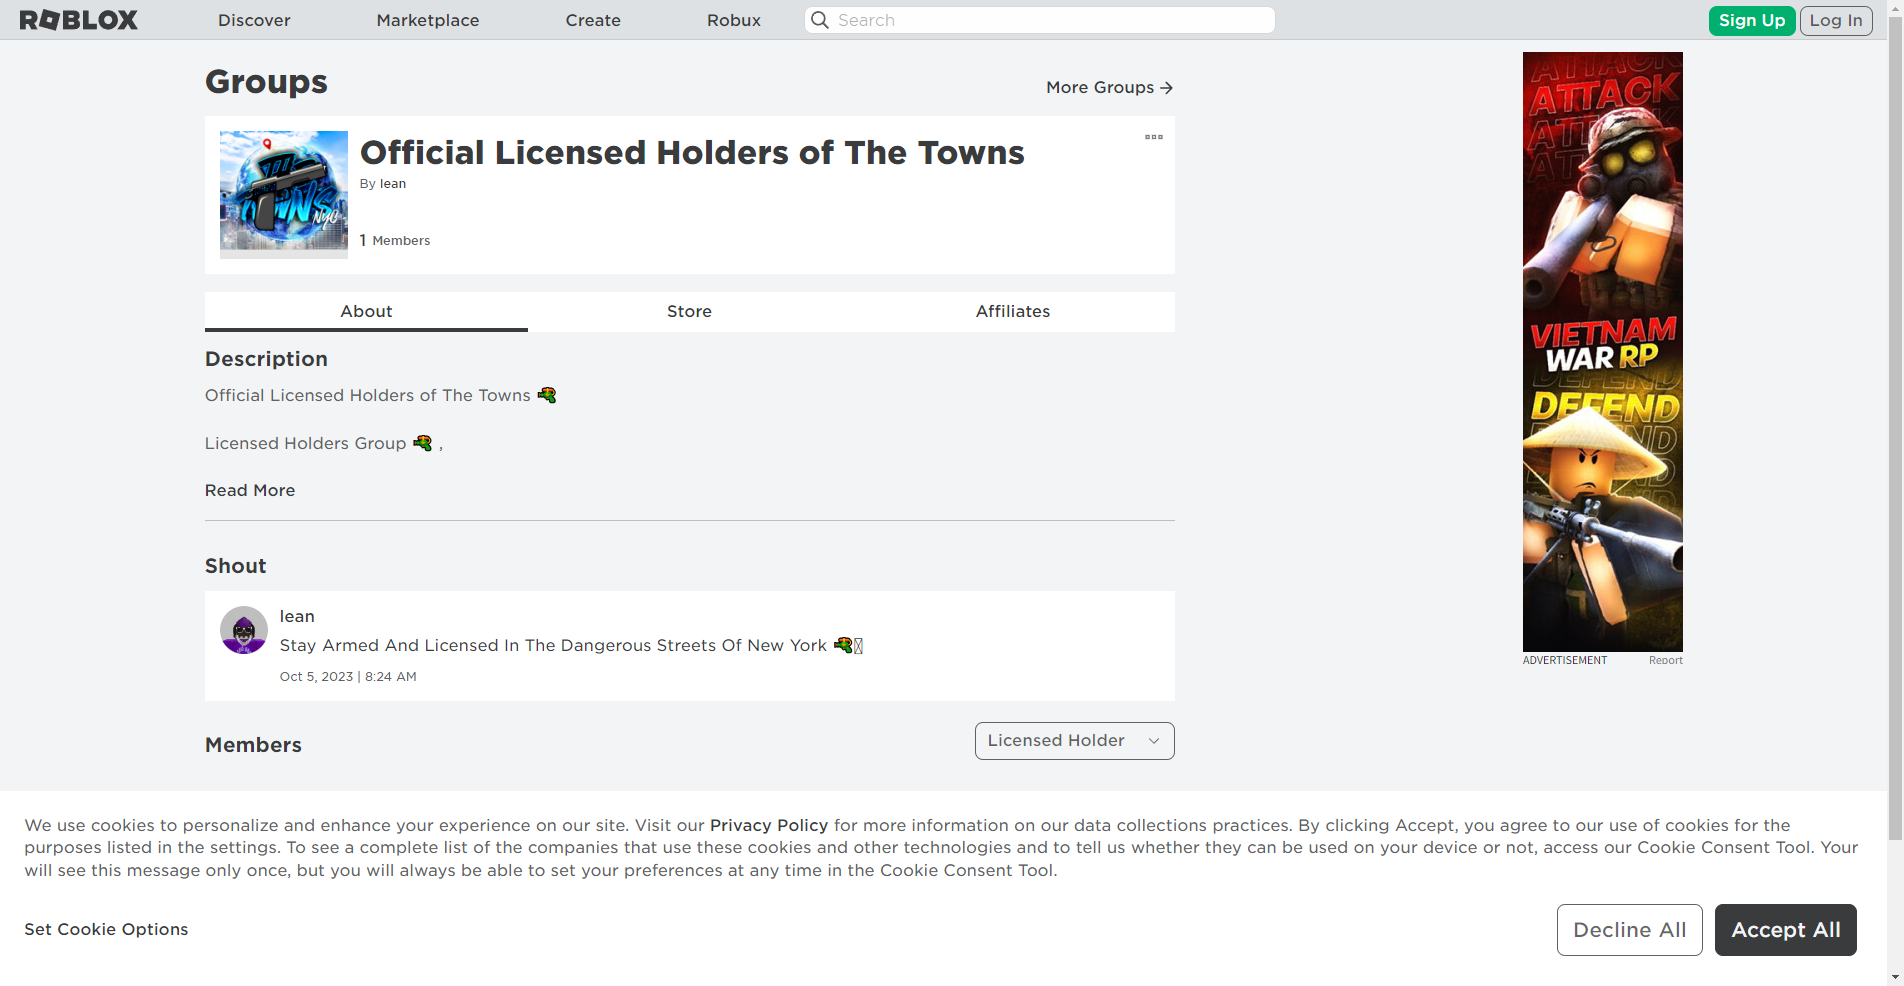 ROBLOX
Discover
Marketplace
Create
Robux
Search
Sign Up
Log In
Groups
More Groups →
Official Licensed Holders of The Towns
By lean
1 Members
NYC
About
Store
Affiliates
Description
Official Licensed Holders of The Towns 🔫
Licensed Holders Group 🔫 ,
Read More
Shout
lean
Stay Armed And Licensed In The Dangerous Streets Of New York 🔫
Oct 5, 2023 | 8:24 AM
Members
Licensed Holder
ATTACK
ATTACK
ATTACK
ATTACK
VIETNAM
WAR RP
DEFEND
DEFEND
DEFEND
DEFEND
ADVERTISEMENT
Report
We use cookies to personalize and enhance your experience on our site. Visit our Privacy Policy for more information on our data collections practices. By clicking Accept, you agree to our use of cookies for the
purposes listed in the settings. To see a complete list of the companies that use these cookies and other technologies and to tell us whether they can be used on your device or not, access our Cookie Consent Tool. Your
will see this message only once, but you will always be able to set your preferences at any time in the Cookie Consent Tool.
Set Cookie Options
Decline All
Accept All